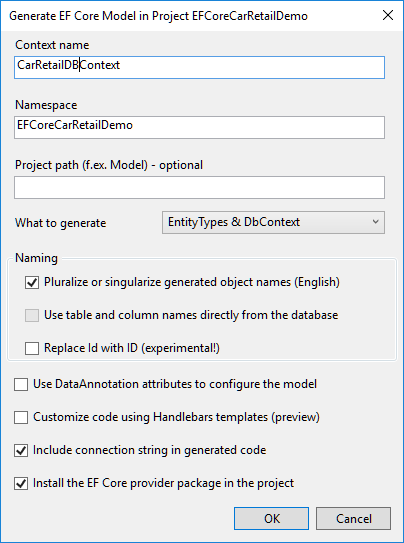 Generate EF Core Model in Project EFCoreCarRetailDemo
Context name
CarRetailDBContext
Namespace
EFCoreCarRetailDemo
Project path (f.ex. Model) - optional
What to generate
EntityTypes & DbContext
Naming
Pluralize or singularize generated object names (English)
Use table and column names directly from the database
Replace Id with ID (experimental!)
Use DataAnnotation attributes to configure the model
Customize code using Handlebars templates (preview)
Include connection string in generated code
Install the EF Core provider package in the project
OK
Cancel